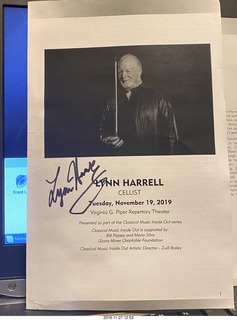 Lynn Harrell
LYNN HARRELL
CELLIST
Tuesday, November 19, 2019
Virginia G. Piper Repertory Theater
Presented as part of the Classical Music Inside Out series
Classical Music Inside Out is supported by:
Bill Passey and Maria Silva
Gloria Miner Charitable Foundation
Classical Music Inside Out Artistic Director - Zuill Bailey
1
2019-11-27 12:53